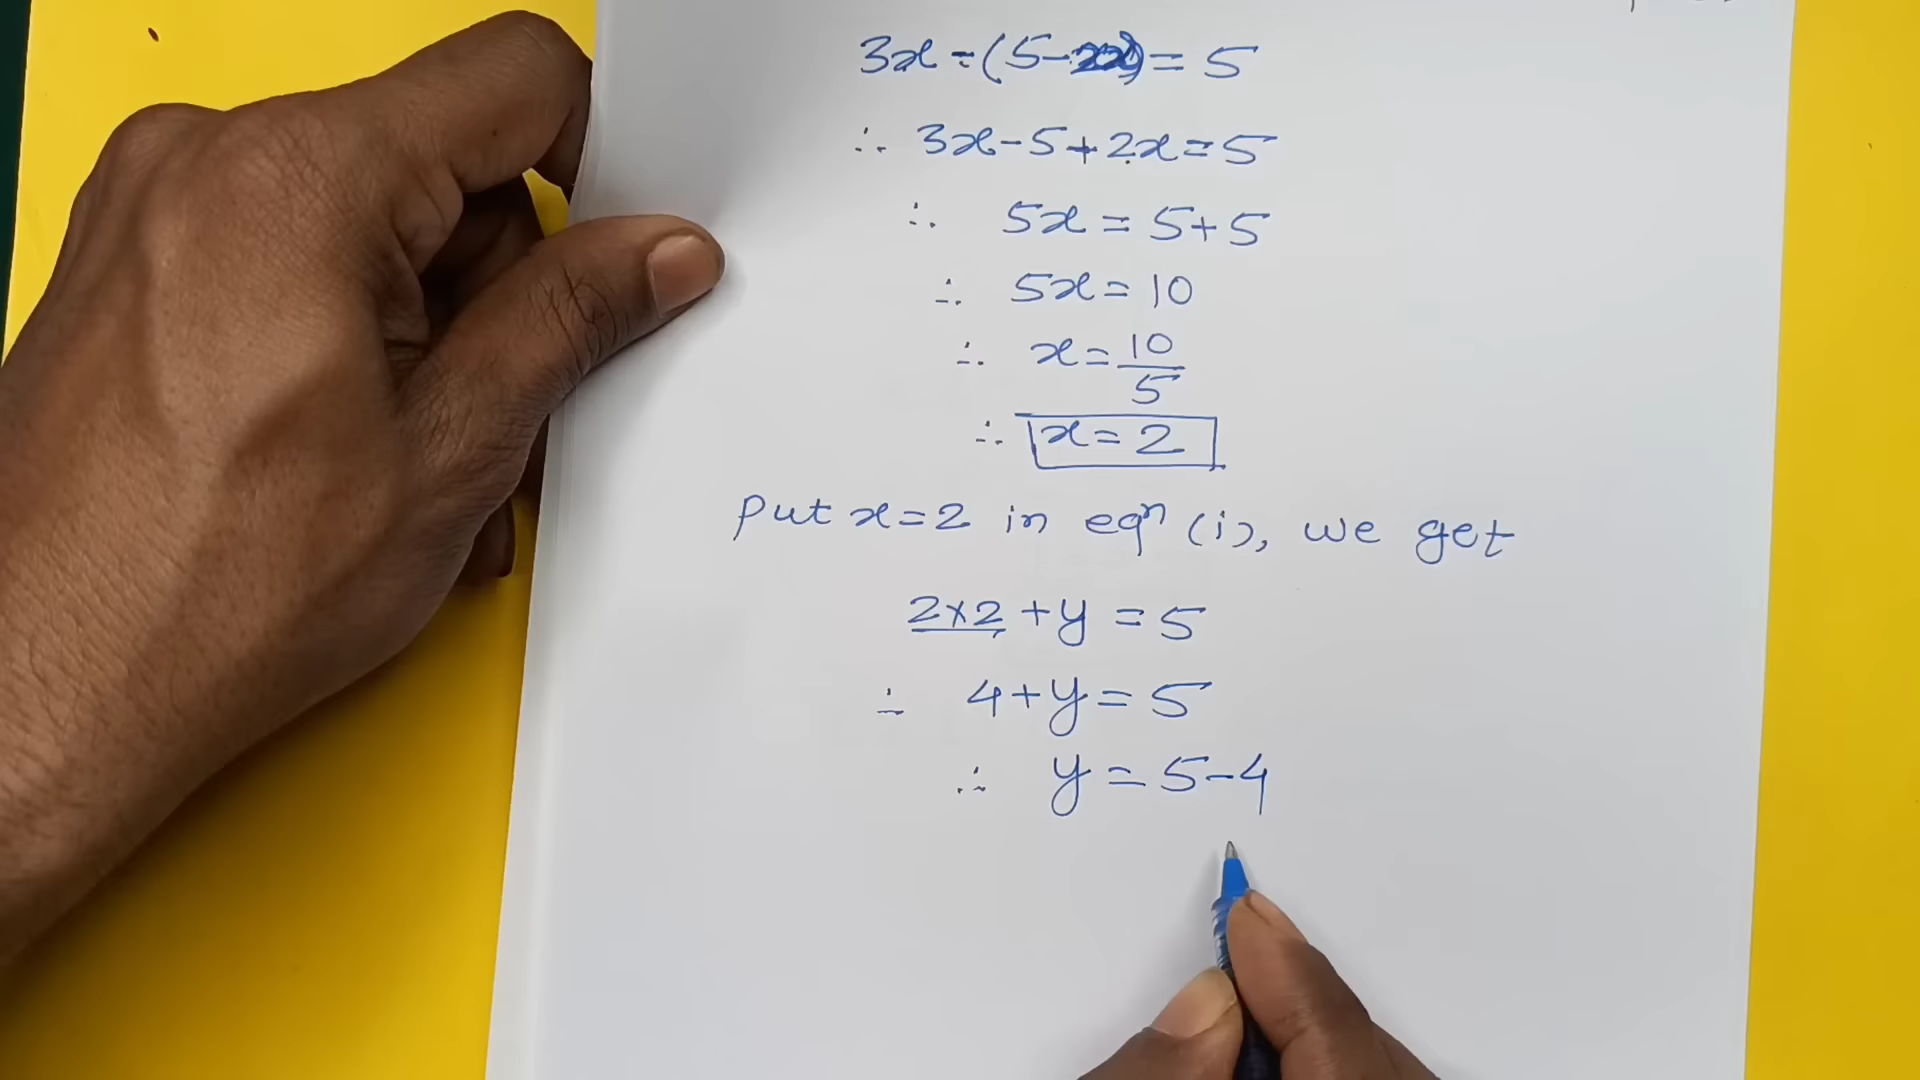 3x-(5-2x)=5
∴ 3x-5+2x=5
∴ 5x=5+5
∴ 5x=10
∴ x=10/5
∴ x=2
Put x=2 in eqⁿ (i), we get
2×2+y=5
∴ 4+y=5
∴ y=5-4